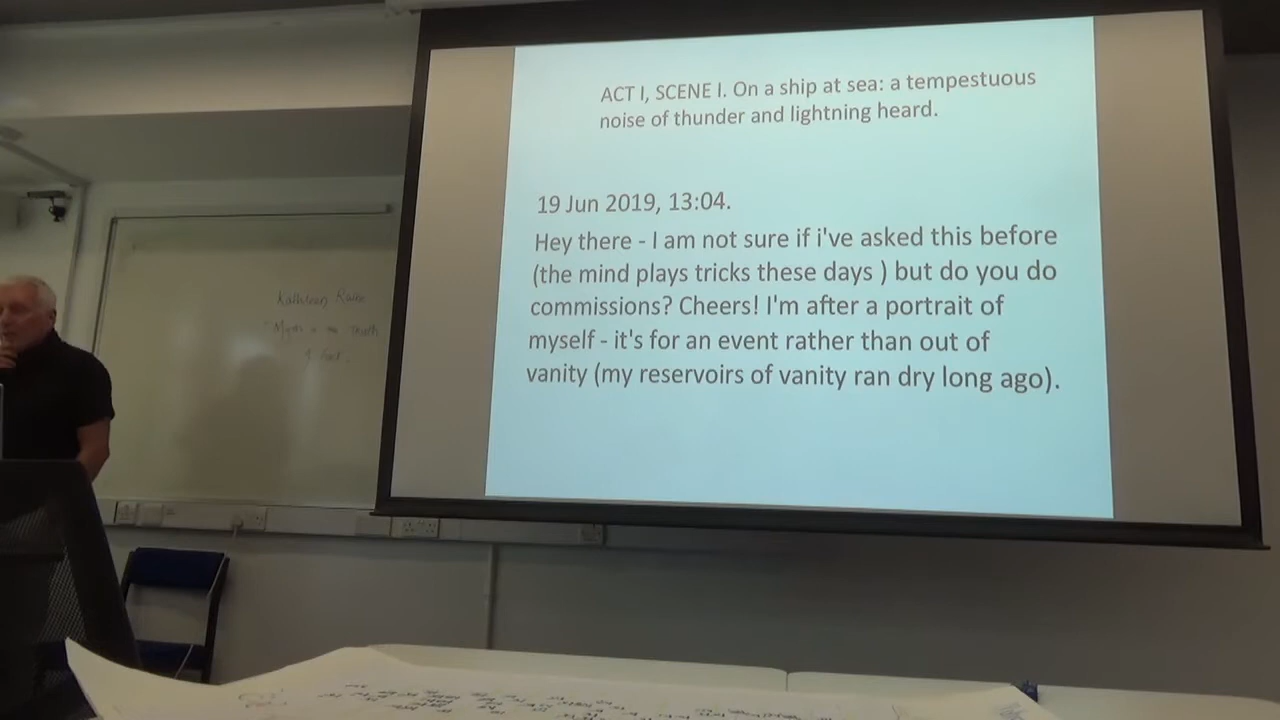 ACT I, SCENE I. On a ship at sea: a tempestuous
noise of thunder and lightning heard.
19 Jun 2019, 13:04.
Hey there - I am not sure if i've asked this before
(the mind plays tricks these days ) but do you do
commissions? Cheers! I'm after a portrait of
myself - it's for an event rather than out of
vanity (my reservoirs of vanity ran dry long ago).
Kathleen Raine